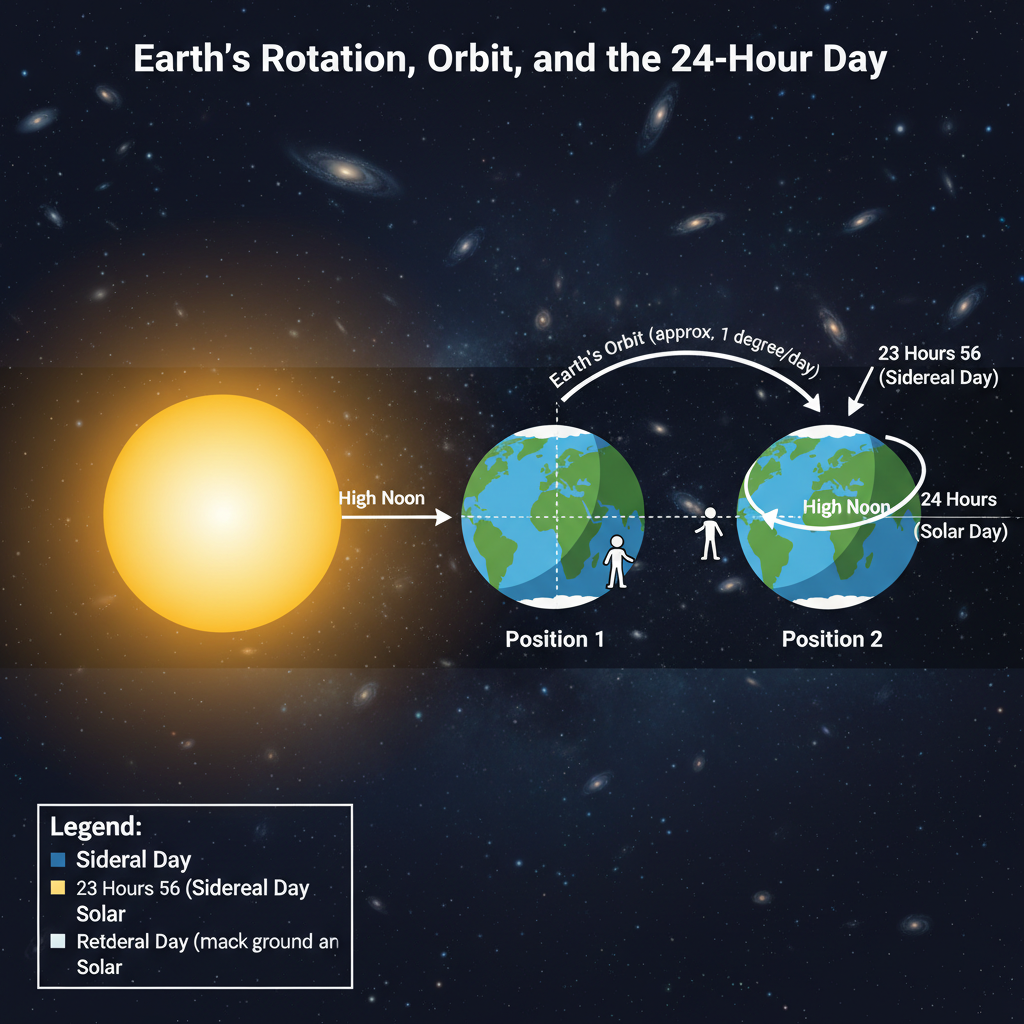 Earth's Rotation, Orbit, and the 24-Hour Day
Earth's Orbit (approx, 1 degree/day)
23 Hours 56
(Sidereal Day)
High Noon
High Noon
24 Hours
(Solar Day)
Position 1
Position 2
Legend:
Sideral Day
23 Hours 56 (Sidereal Day
Solar
Retderal Day (mack ground an
Solar